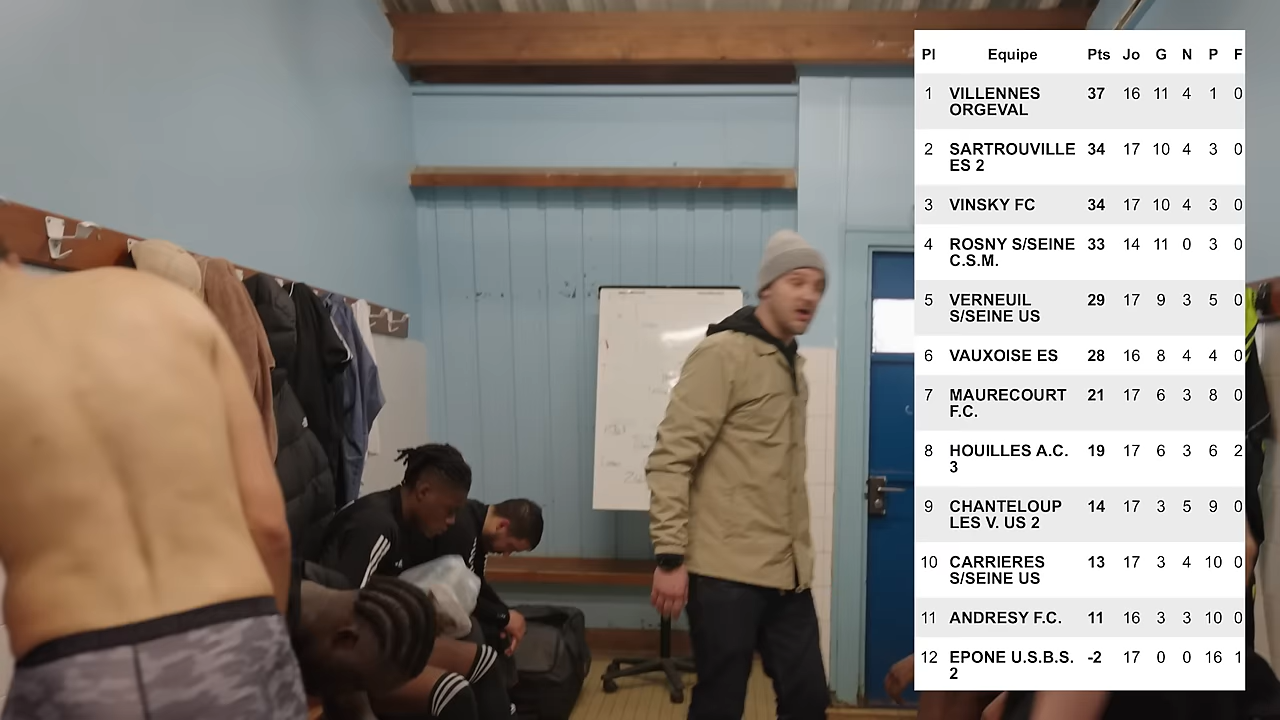 Pl Equipe Pts Jo G N P F
1 VILLENNES ORGEVAL 37 16 11 4 1 0
2 SARTROUVILLE ES 2 34 17 10 4 3 0
3 VINSKY FC 34 17 10 4 3 0
4 ROSNY S/SEINE C.S.M. 33 14 11 0 3 0
5 VERNEUIL S/SEINE US 29 17 9 3 5 0
6 VAUXOISE ES 28 16 8 4 4 0
7 MAURECOURT F.C. 21 17 6 3 8 0
8 HOUILLES A.C. 3 19 17 6 3 6 2
9 CHANTELOUP LES V. US 2 14 17 3 5 9 0
10 CARRIERES S/SEINE US 13 17 3 4 10 0
11 ANDRESY F.C. 11 16 3 3 10 0
12 EPONE U.S.B.S. 2 -2 17 0 0 16 1